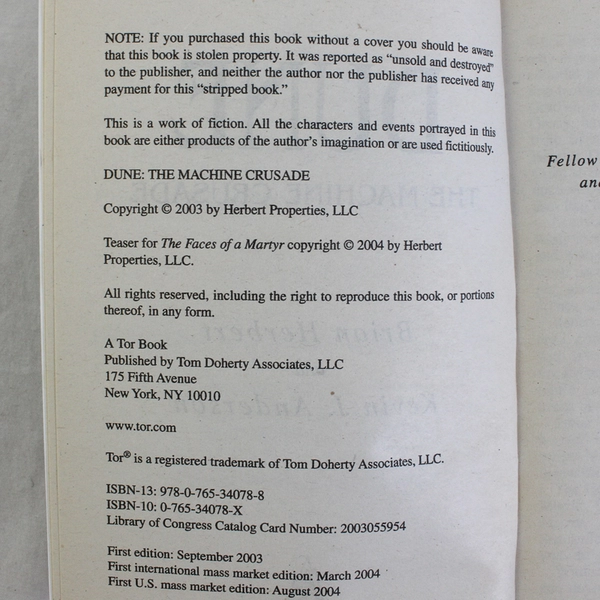 NOTE: If you purchased this book without a cover you should be aware
that this book is stolen property. It was reported as “unsold and destroyed”
to the publisher, and neither the author nor the publisher has received any
payment for this “stripped book.”
This is a work of fiction. All the characters and events portrayed in this
book are either products of the author’s imagination or are used fictitiously.
DUNE: THE MACHINE CRUSADE
Copyright © 2003 by Herbert Properties, LLC
Teaser for The Faces of a Martyr copyright © 2004 by Herbert
Properties, LLC.
All rights reserved, including the right to reproduce this book, or portions
thereof, in any form.
A Tor Book
Published by Tom Doherty Associates, LLC
175 Fifth Avenue
New York, NY 10010
www.tor.com
Tor® is a registered trademark of Tom Doherty Associates, LLC.
ISBN-13: 978-0-765-34078-8
ISBN-10: 0-765-34078-X
Library of Congress Catalog Card Number: 2003055954
First edition: September 2003
First international mass market edition: March 2004
First U.S. mass market edition: August 2004
Fellow
and